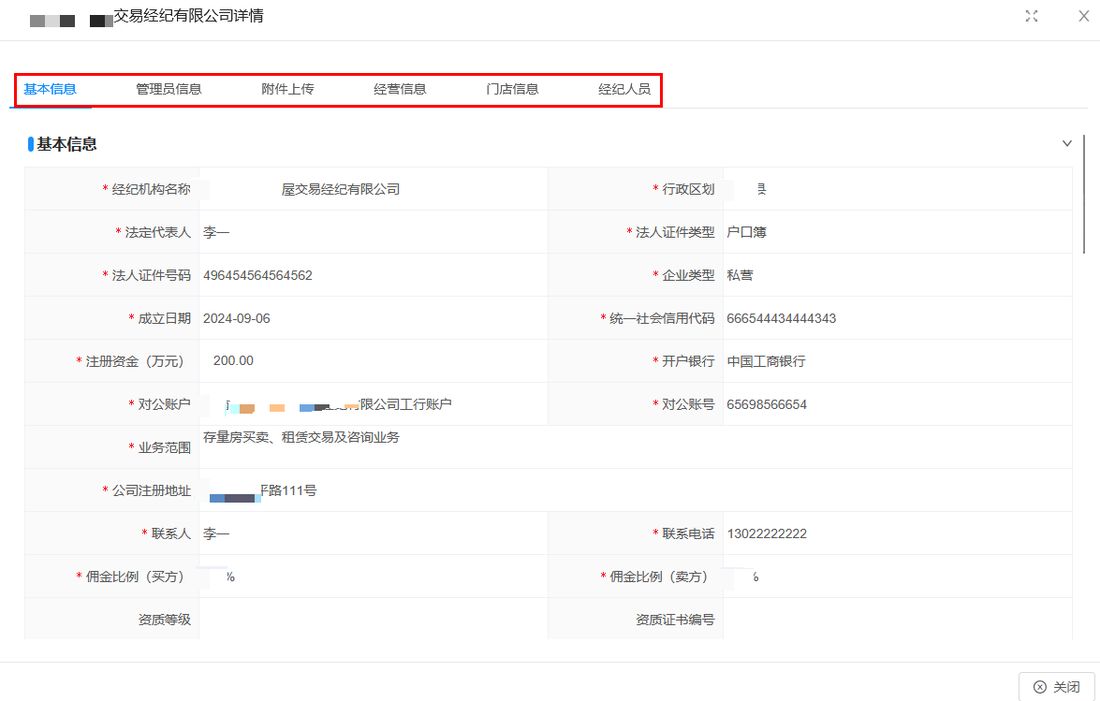 交易经纪有限公司详情
基本信息 管理员信息 附件上传 经营信息 门店信息 经纪人员
基本信息
* 经纪机构名称 屋交易经纪有限公司 * 行政区划 县
* 法定代表人 李一 * 法人证件类型 户口簿
* 法人证件号码 496454564564562 * 企业类型 私营
* 成立日期 2024-09-06 * 统一社会信用代码 666544434444343
* 注册资金（万元） 200.00 * 开户银行 中国工商银行
* 对公账户 有限公司工行账户 * 对公账号 65698566654
* 业务范围 存量房买卖、租赁交易及咨询业务
* 公司注册地址 平路111号
* 联系人 李一 * 联系电话 13022222222
* 佣金比例（买方） % * 佣金比例（卖方） %
资质等级 资质证书编号
关闭